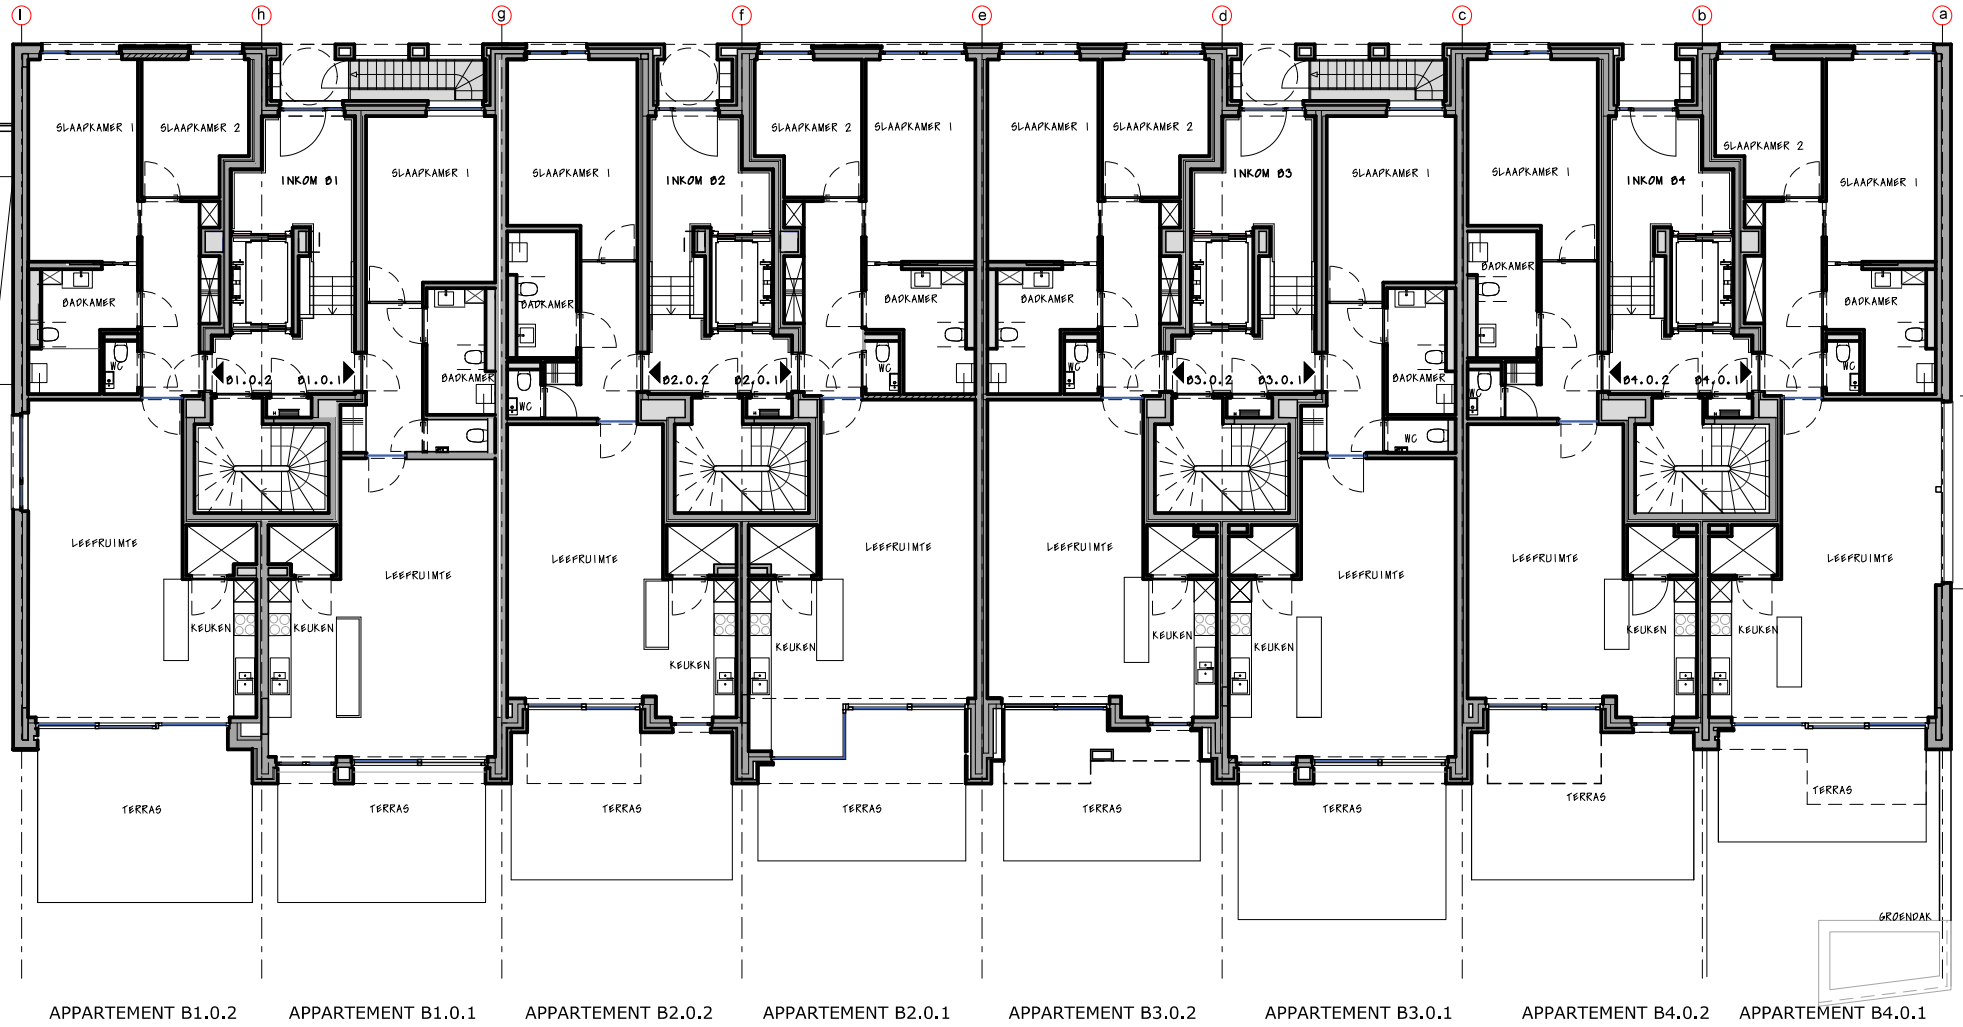 l h g f e d c b a
SLAAPKAMER 1 SLAAPKAMER 2 SLAAPKAMER 2 SLAAPKAMER 1 SLAAPKAMER 1 SLAAPKAMER 2
SLAAPKAMER 2
SLAAPKAMER 1 SLAAPKAMER 1 SLAAPKAMER 1 SLAAPKAMER 1
INKOM B1 INKOM B2 INKOM B3 INKOM B4
SLAAPKAMER 1
BADKAMER BADKAMER BADKAMER BADKAMER BADKAMER BADKAMER
WC WC WC WC
B1.0.2 B1.0.1 B2.0.2 B2.0.1 B3.0.2 B3.0.1 B4.0.2 B4.0.1
BADKAMER BADKAMER
WC WC
WC
LEEFRUIMTE LEEFRUIMTE LEEFRUIMTE LEEFRUIMTE LEEFRUIMTE LEEFRUIMTE
LEEFRUIMTE LEEFRUIMTE
KEUKEN KEUKEN KEUKEN KEUKEN
KEUKEN KEUKEN KEUKEN
KEUKEN
TERRAS TERRAS TERRAS TERRAS TERRAS TERRAS TERRAS TERRAS
GROENDAK
APPARTEMENT B1.0.2 APPARTEMENT B1.0.1 APPARTEMENT B2.0.2 APPARTEMENT B2.0.1 APPARTEMENT B3.0.2 APPARTEMENT B3.0.1 APPARTEMENT B4.0.2 APPARTEMENT B4.0.1